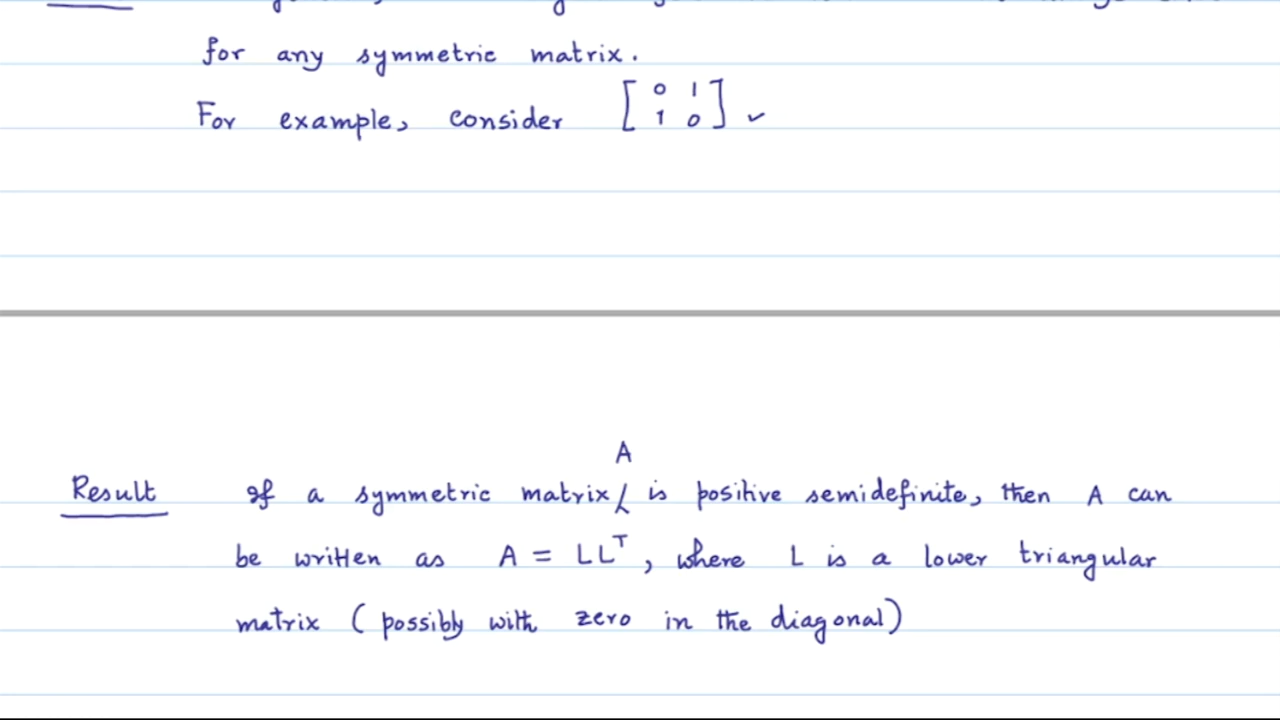 for any symmetric matrix.
For example, consider [ 0 1
1 0 ] ✓
A
Result If a symmetric matrix is positive semidefinite, then A can
be written as A = LLᵀ, where L is a lower triangular
matrix (possibly with zero in the diagonal)